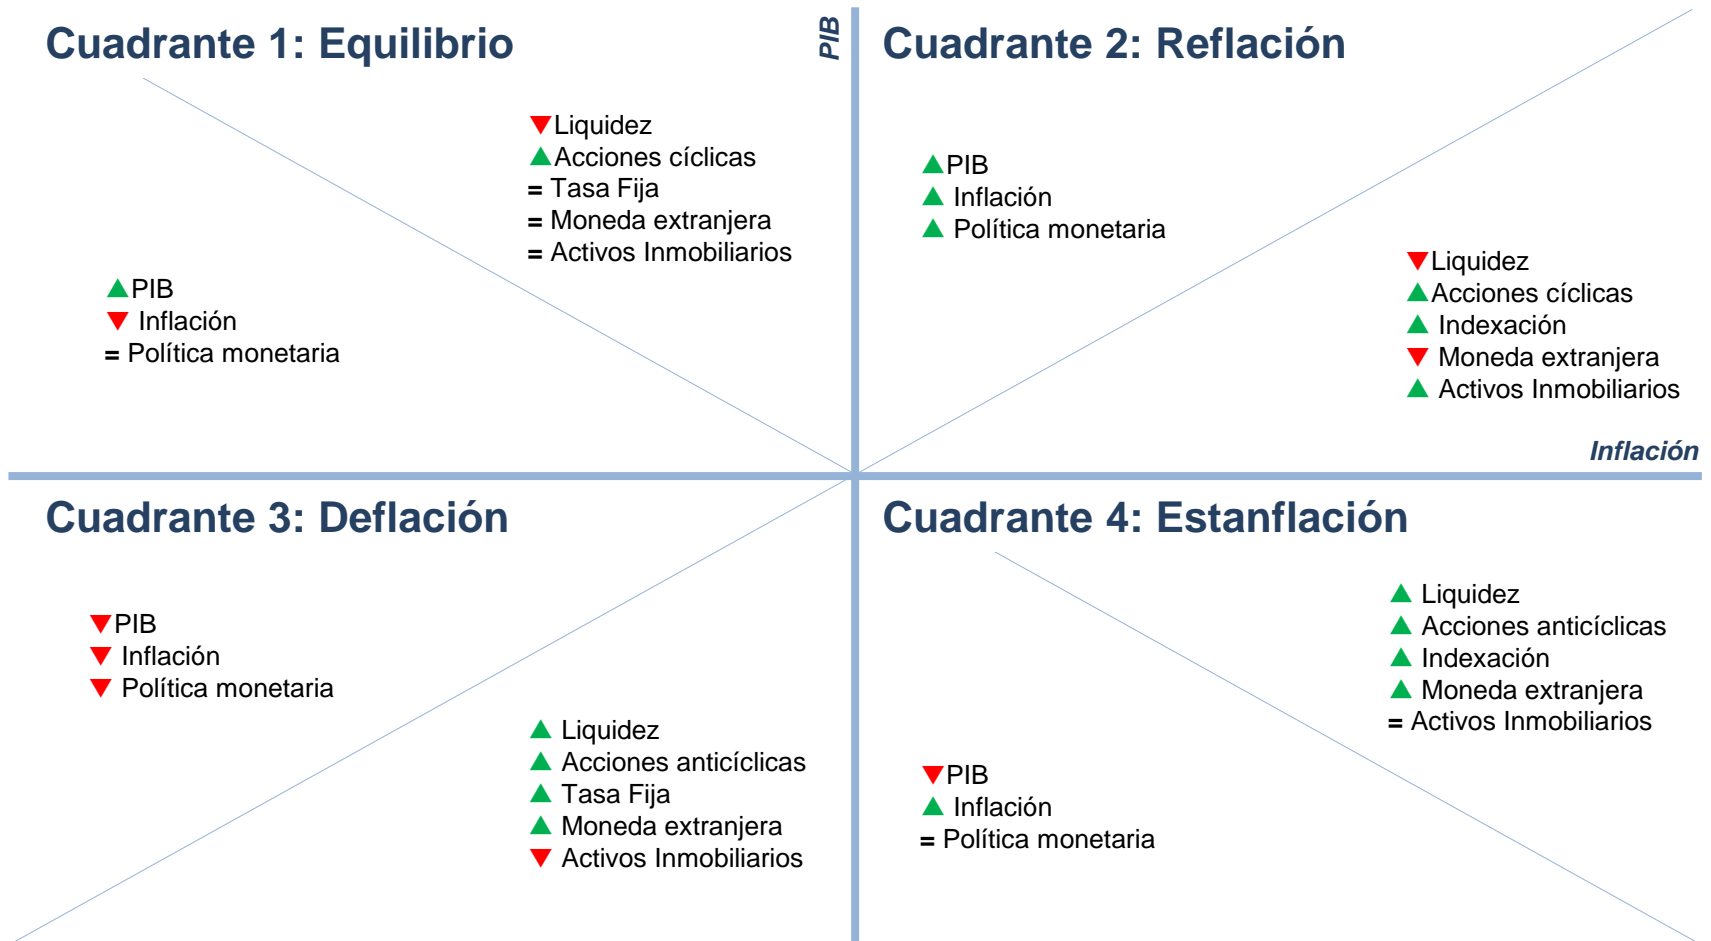 Cuadrante 1: Equilibrio
▼Liquidez
▲Acciones cíclicas
= Tasa Fija
= Moneda extranjera
= Activos Inmobiliarios
▲PIB
▼ Inflación
= Política monetaria
PIB
Cuadrante 2: Reflación
▲PIB
▲ Inflación
▲ Política monetaria
▼Liquidez
▲Acciones cíclicas
▲ Indexación
▼ Moneda extranjera
▲ Activos Inmobiliarios
Inflación
Cuadrante 3: Deflación
▼PIB
▼ Inflación
▼ Política monetaria
▲ Liquidez
▲ Acciones anticíclicas
▲ Tasa Fija
▲ Moneda extranjera
▼ Activos Inmobiliarios
Cuadrante 4: Estanflación
▲ Liquidez
▲ Acciones anticíclicas
▲ Indexación
▲ Moneda extranjera
= Activos Inmobiliarios
▼PIB
▲ Inflación
= Política monetaria